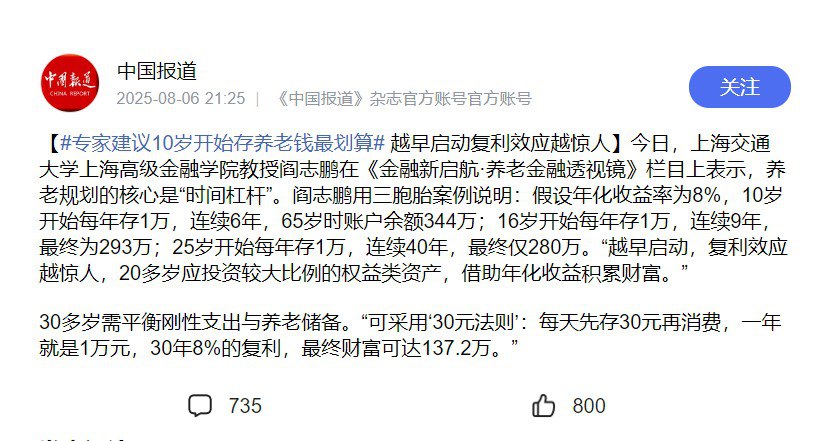 中国报道
CHINA REPORT
中国报道
2025-08-06 21:25 | 《中国报道》杂志官方账号官方账号
关注
【#专家建议10岁开始存养老钱最划算# 越早启动复利效应越惊人】今日，上海交通
大学上海高级金融学院教授阎志鹏在《金融新启航·养老金融透视镜》栏目上表示，养
老规划的核心是“时间杠杆”。阎志鹏用三胞胎案例说明：假设年化收益率为8%，10岁
开始每年存1万，连续6年，65岁时账户余额344万；16岁开始每年存1万，连续9年，
最终为293万；25岁开始每年存1万，连续40年，最终仅280万。“越早启动，复利效应
越惊人，20多岁应投资较大比例的权益类资产，借助年化收益积累财富。”
30多岁需平衡刚性支出与养老储备。“可采用‘30元法则’：每天先存30元再消费，一年
就是1万元，30年8%的复利，最终财富可达137.2万。”
735
800